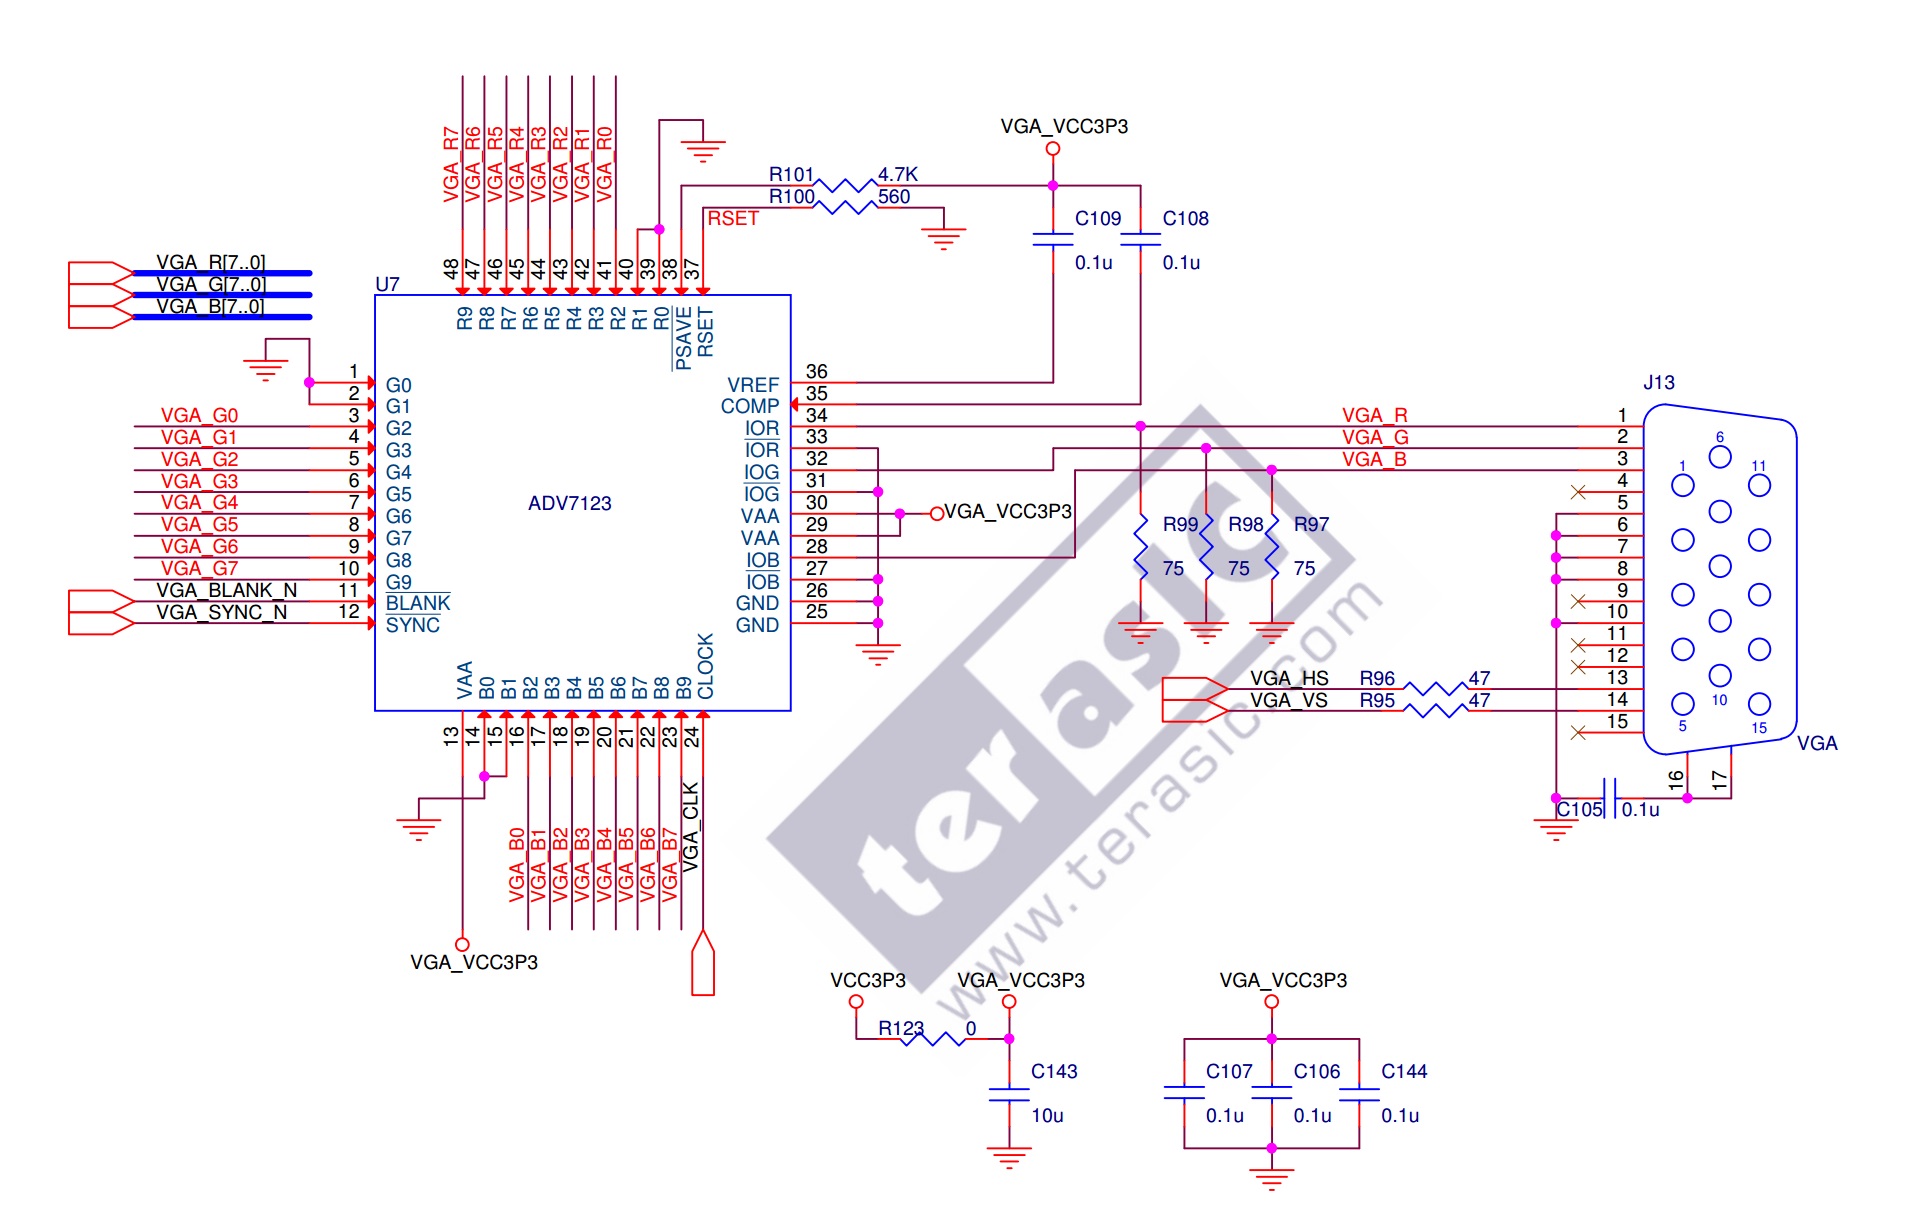 VGA_R7
VGA_R6
VGA_R5
VGA_R4
VGA_R3
VGA_R2
VGA_R1
VGA_R0
VGA_VCC3P3
R101 4.7K
R100 560
RSET
C109
0.1u
C108
0.1u
VGA_R[7..0]
VGA_G[7..0]
VGA_B[7..0]
U7
48 47 46 45 44 43 42 41 40 39 38 37
R9 R8 R7 R6 R5 R4 R3 R2 R1 R0 PSAVE RSET
1 G0
2 G1
VGA_G0 3 G2
VGA_G1 4 G3
VGA_G2 5 G4
VGA_G3 6 G5
VGA_G4 7 G6
VGA_G5 8 G7
VGA_G6 9 G8
VGA_G7 10 G9
VGA_BLANK_N 11 BLANK
VGA_SYNC_N 12 SYNC
ADV7123
VREF 36
COMP 35
IOR 34
IOR 33
IOG 32
IOG 31
VAA 30
VAA 29
IOB 28
IOB 27
GND 26
GND 25
VGA_VCC3P3
VAA B0 B1 B2 B3 B4 B5 B6 B7 B8 B9 CLOCK
13 14 15 16 17 18 19 20 21 22 23 24
VGA_B0
VGA_B1
VGA_B2
VGA_B3
VGA_B4
VGA_B5
VGA_B6
VGA_B7
VGA_CLK
VGA_VCC3P3
VGA_R
VGA_G
VGA_B
R99
75
R98
75
R97
75
VGA_HS R96 47
VGA_VS R95 47
J13
1
2
3
4
5
6
7
8
9
10
11
12
13
14
15
6
1 11
10
5 15
VGA
16 17
C105 0.1u
terasic
www.terasic.com
VCC3P3
VGA_VCC3P3
R123 0
C143
10u
VGA_VCC3P3
C107
0.1u
C106
0.1u
C144
0.1u